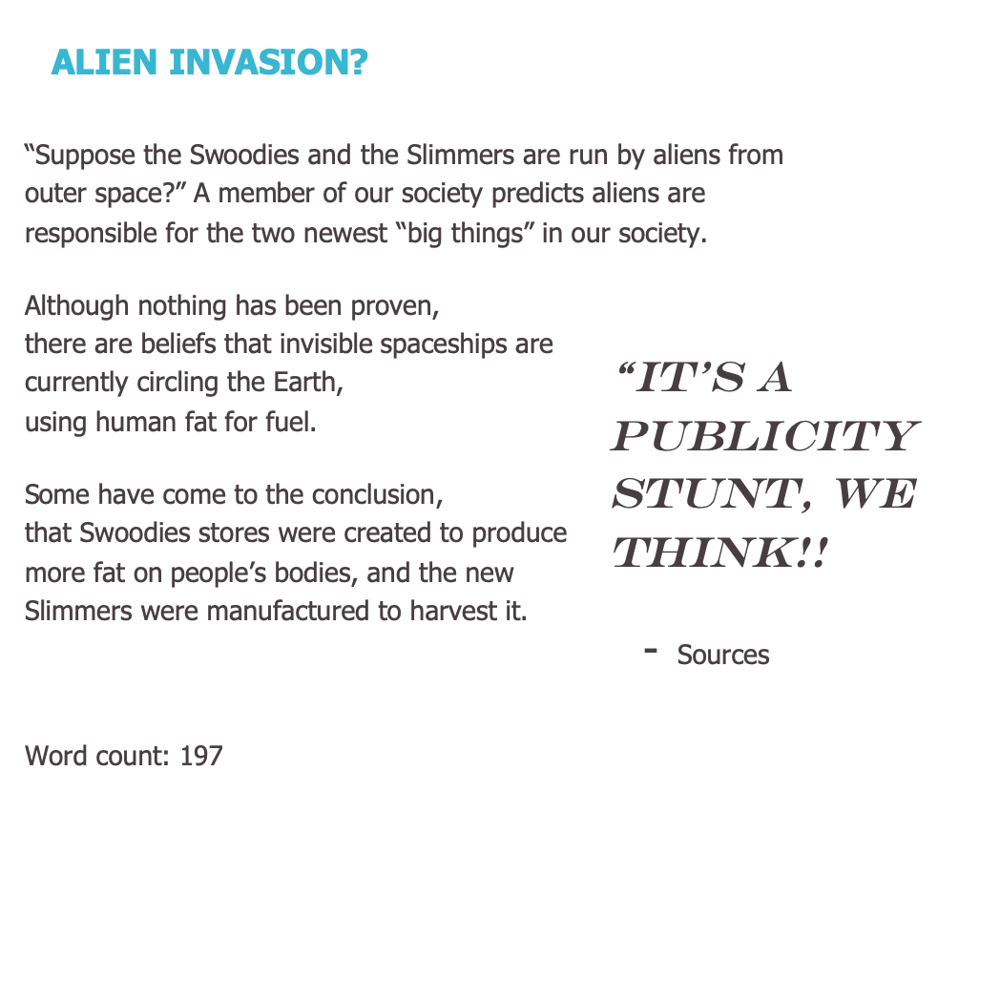 ALIEN INVASION?
“Suppose the Swoodies and the Slimmers are run by aliens from
outer space?” A member of our society predicts aliens are
responsible for the two newest “big things” in our society.
Although nothing has been proven,
there are beliefs that invisible spaceships are
currently circling the Earth,
using human fat for fuel.
Some have come to the conclusion,
that Swoodies stores were created to produce
more fat on people’s bodies, and the new
Slimmers were manufactured to harvest it.
“IT’S A
PUBLICITY
STUNT, WE
THINK!!
- Sources
Word count: 197